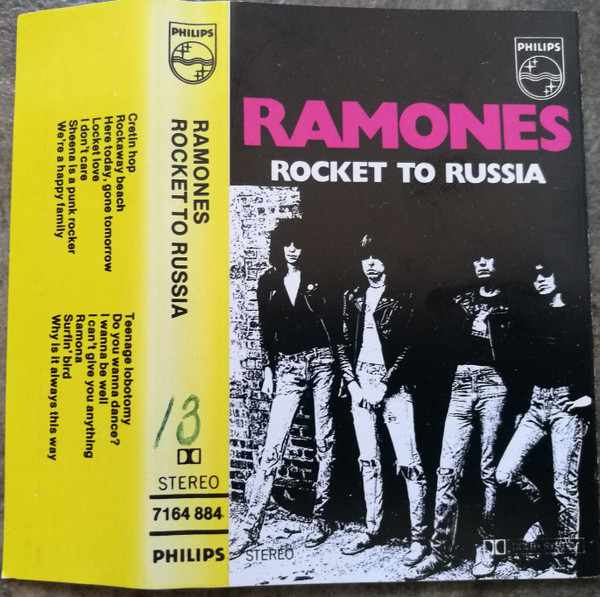 Cretin hop
Rockaway beach
Here today, gone tomorrow
Locket love
I don't care
Sheena is a punk rocker
We're a happy family
Teenage lobotomy
Do you wanna dance?
I wanna be well
I can't give you anything
Ramona
Surfin' bird
Why is it always this way
PHILIPS
RAMONES
ROCKET TO RUSSIA
13
STEREO
7164 884
PHILIPS
PHILIPS
RAMONES
ROCKET TO RUSSIA
STEREO